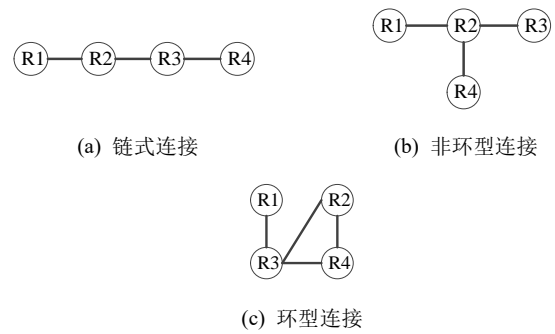 R1 R2 R3 R4
(a) 链式连接
R1 R2 R3
R4
(b) 非环型连接
R1 R2
R3 R4
(c) 环型连接